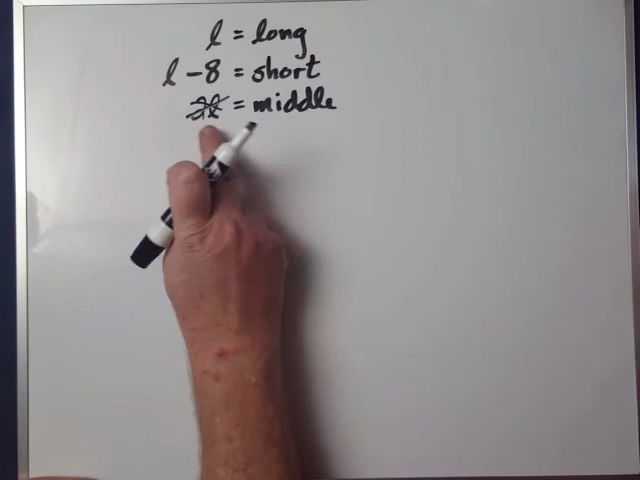 l = long
l - 8 = short
= middle